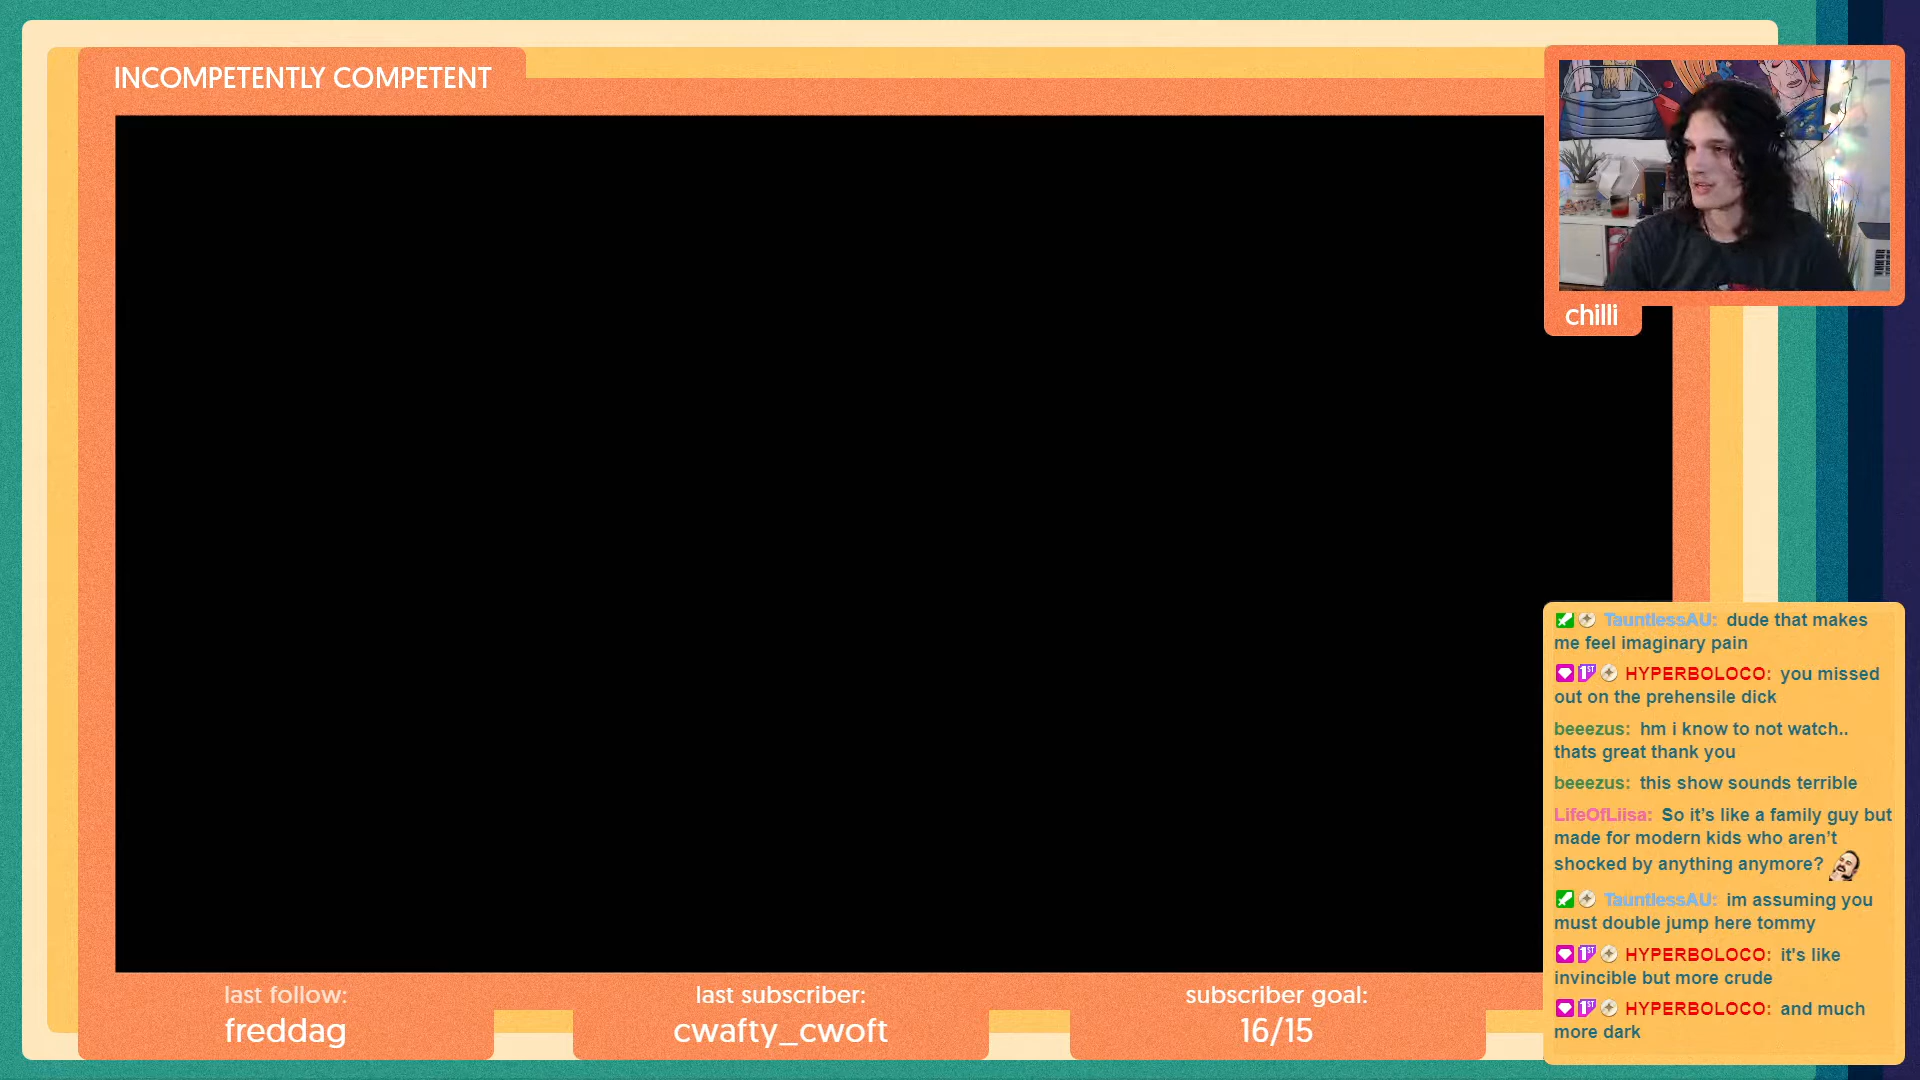 INCOMPETENTLY COMPETENT
chilli
TauntlessAU: dude that makes
me feel imaginary pain
1ST HYPERBOLOCO: you missed
out on the prehensile dick
beeezus: hm i know to not watch..
thats great thank you
beeezus: this show sounds terrible
LifeOfLiisa: So it’s like a family guy but
made for modern kids who aren’t
shocked by anything anymore?
TauntlessAU: im assuming you
must double jump here tommy
1ST HYPERBOLOCO: it's like
invincible but more crude
1ST HYPERBOLOCO: and much
more dark
last follow:
freddag
last subscriber:
cwafty_cwoft
subscriber goal:
16/15